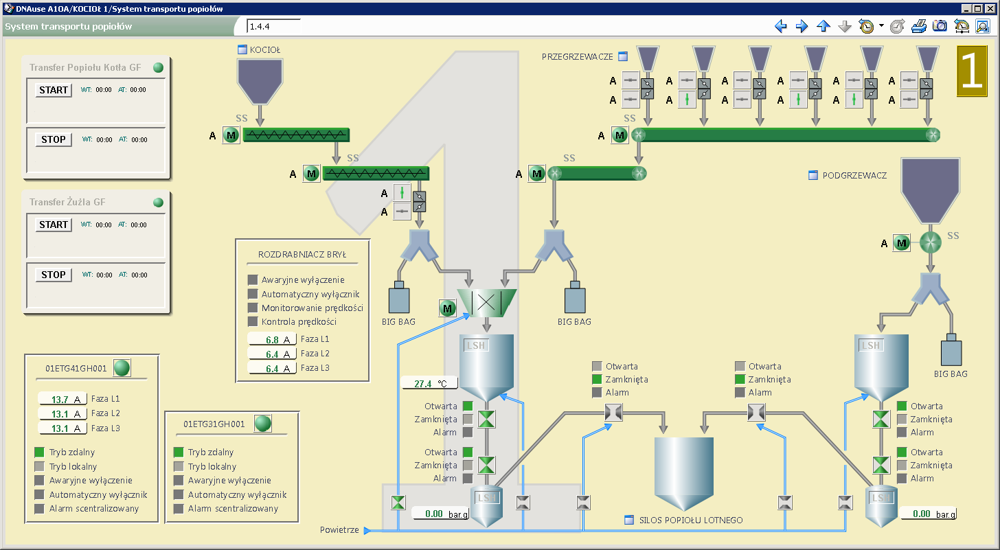 DNAuse A10A/KOCIOŁ 1/System transportu popiołów
System transportu popiołów
1.4.4
Transfer Popiołu Kotła GF
START WT: 00:00 AT: 00:00
STOP WT: 00:00 AT: 00:00
Transfer Żużla GF
START WT: 00:00 AT: 00:00
STOP WT: 00:00 AT: 00:00
KOCIOŁ
SS
A M
SS
A M
A
A
BIG BAG
PRZEGRZEWACZE
A A A A A A
A A A A A A
1
SS
A M
SS
A M
BIG BAG
PODGRZEWACZ
A M SS
BIG BAG
ROZDRABNIACZ BRYŁ
Awaryjne wyłączenie
Automatyczny wyłącznik
Monitorowanie prędkości
Kontrola prędkości
6.8 A Faza L1
6.4 A Faza L2
6.4 A Faza L3
M
LSH
27.4 °C
Otwarta
Zamknięta
Alarm
Otwarta
Zamknięta
Alarm
0.00 bar.g
Otwarta
Zamknięta
Alarm
Otwarta
Zamknięta
Alarm
LSH
Otwarta
Zamknięta
Alarm
Otwarta
Zamknięta
Alarm
0.00 bar.g
SILOS POPIOŁU LOTNEGO
Powietrze
01ETG41GH001
13.7 A Faza L1
13.1 A Faza L2
13.1 A Faza L3
Tryb zdalny
Tryb lokalny
Awaryjne wyłączenie
Automatyczny wyłącznik
Alarm scentralizowany
01ETG31GH001
Tryb zdalny
Tryb lokalny
Awaryjne wyłączenie
Automatyczny wyłącznik
Alarm scentralizowany